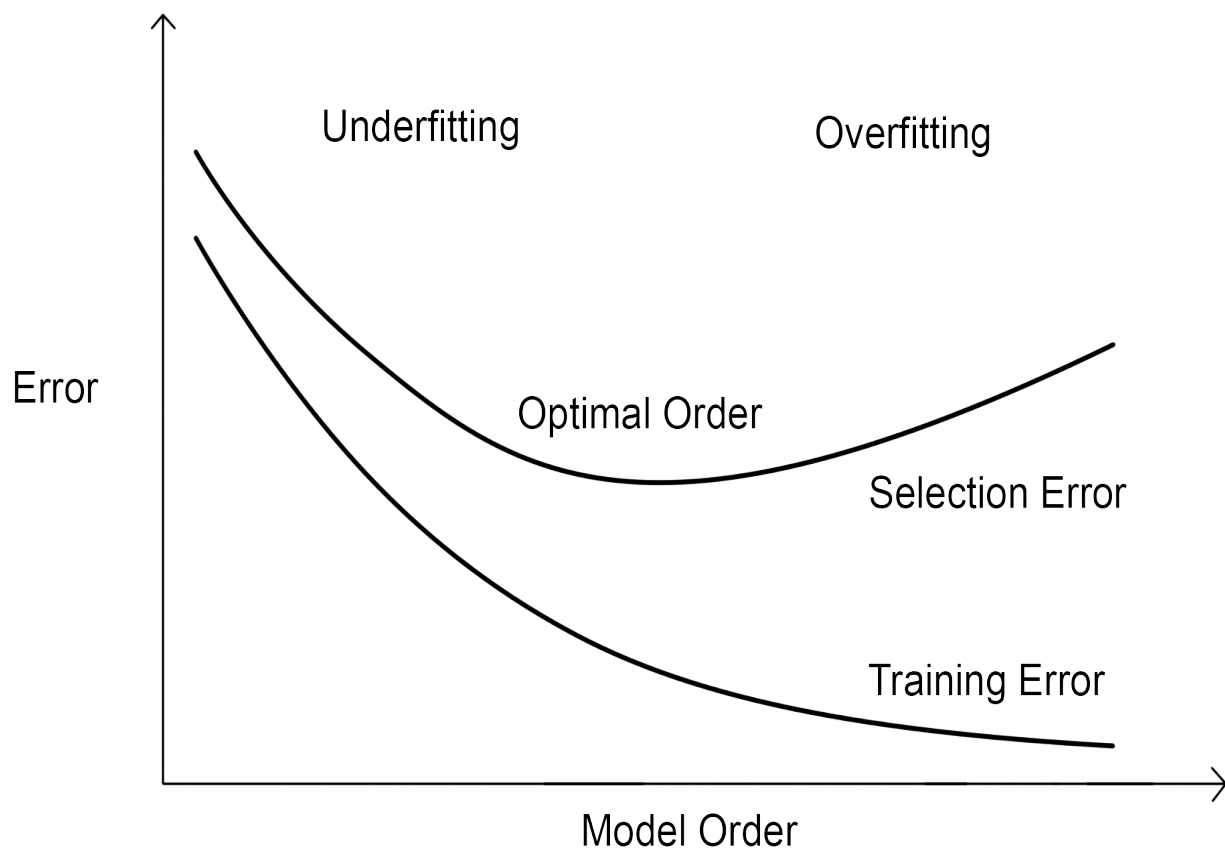 Underfitting
Overfitting
Error
Optimal Order
Selection Error
Training Error
Model Order